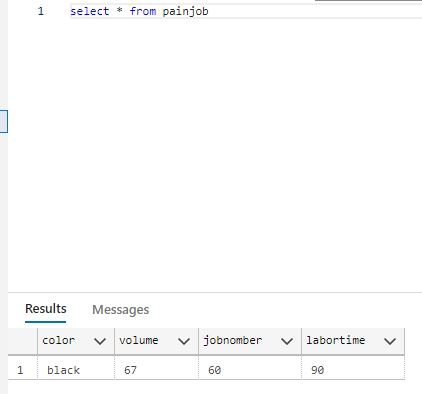 1 select * from painjob
Results Messages
color volume jobnomber labortime
1 black 67 60 90